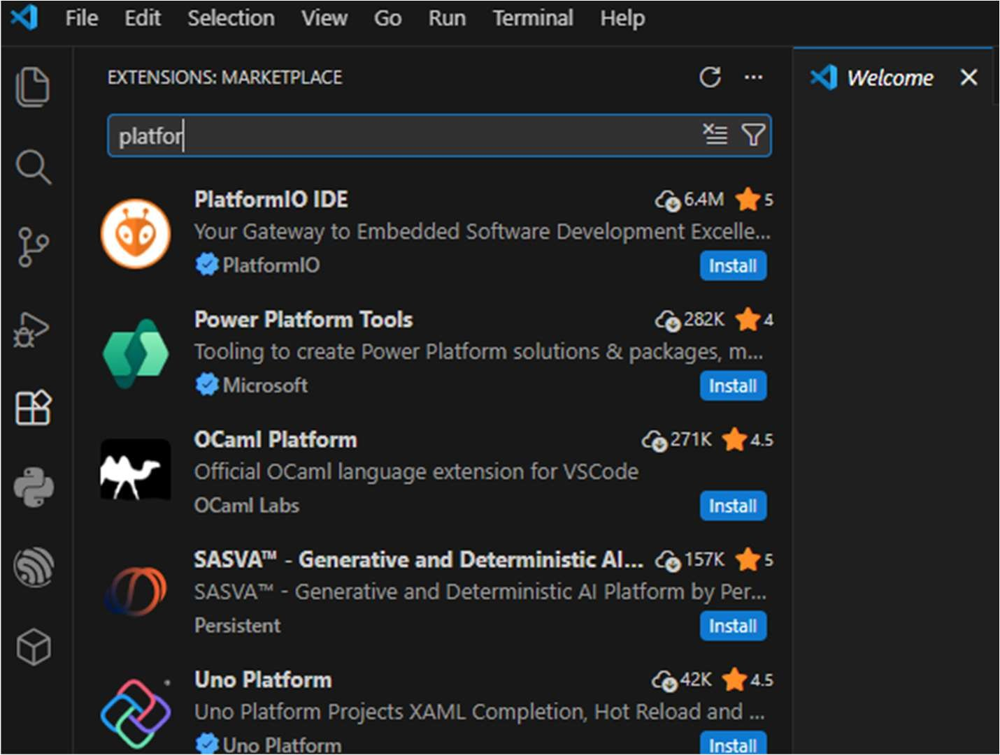 File Edit Selection View Go Run Terminal Help
EXTENSIONS: MARKETPLACE
Welcome
platfor
PlatformIO IDE 6.4M 5
Your Gateway to Embedded Software Development Excelle...
PlatformIO Install
Power Platform Tools 282K 4
Tooling to create Power Platform solutions & packages, m...
Microsoft Install
OCaml Platform 271K 4.5
Official OCaml language extension for VSCode
OCaml Labs Install
SASVA™ - Generative and Deterministic AI... 157K 5
SASVA™ - Generative and Deterministic AI Platform by Per...
Persistent Install
Uno Platform 42K 4.5
Uno Platform Projects XAML Completion, Hot Reload and ...
Uno Platform Install